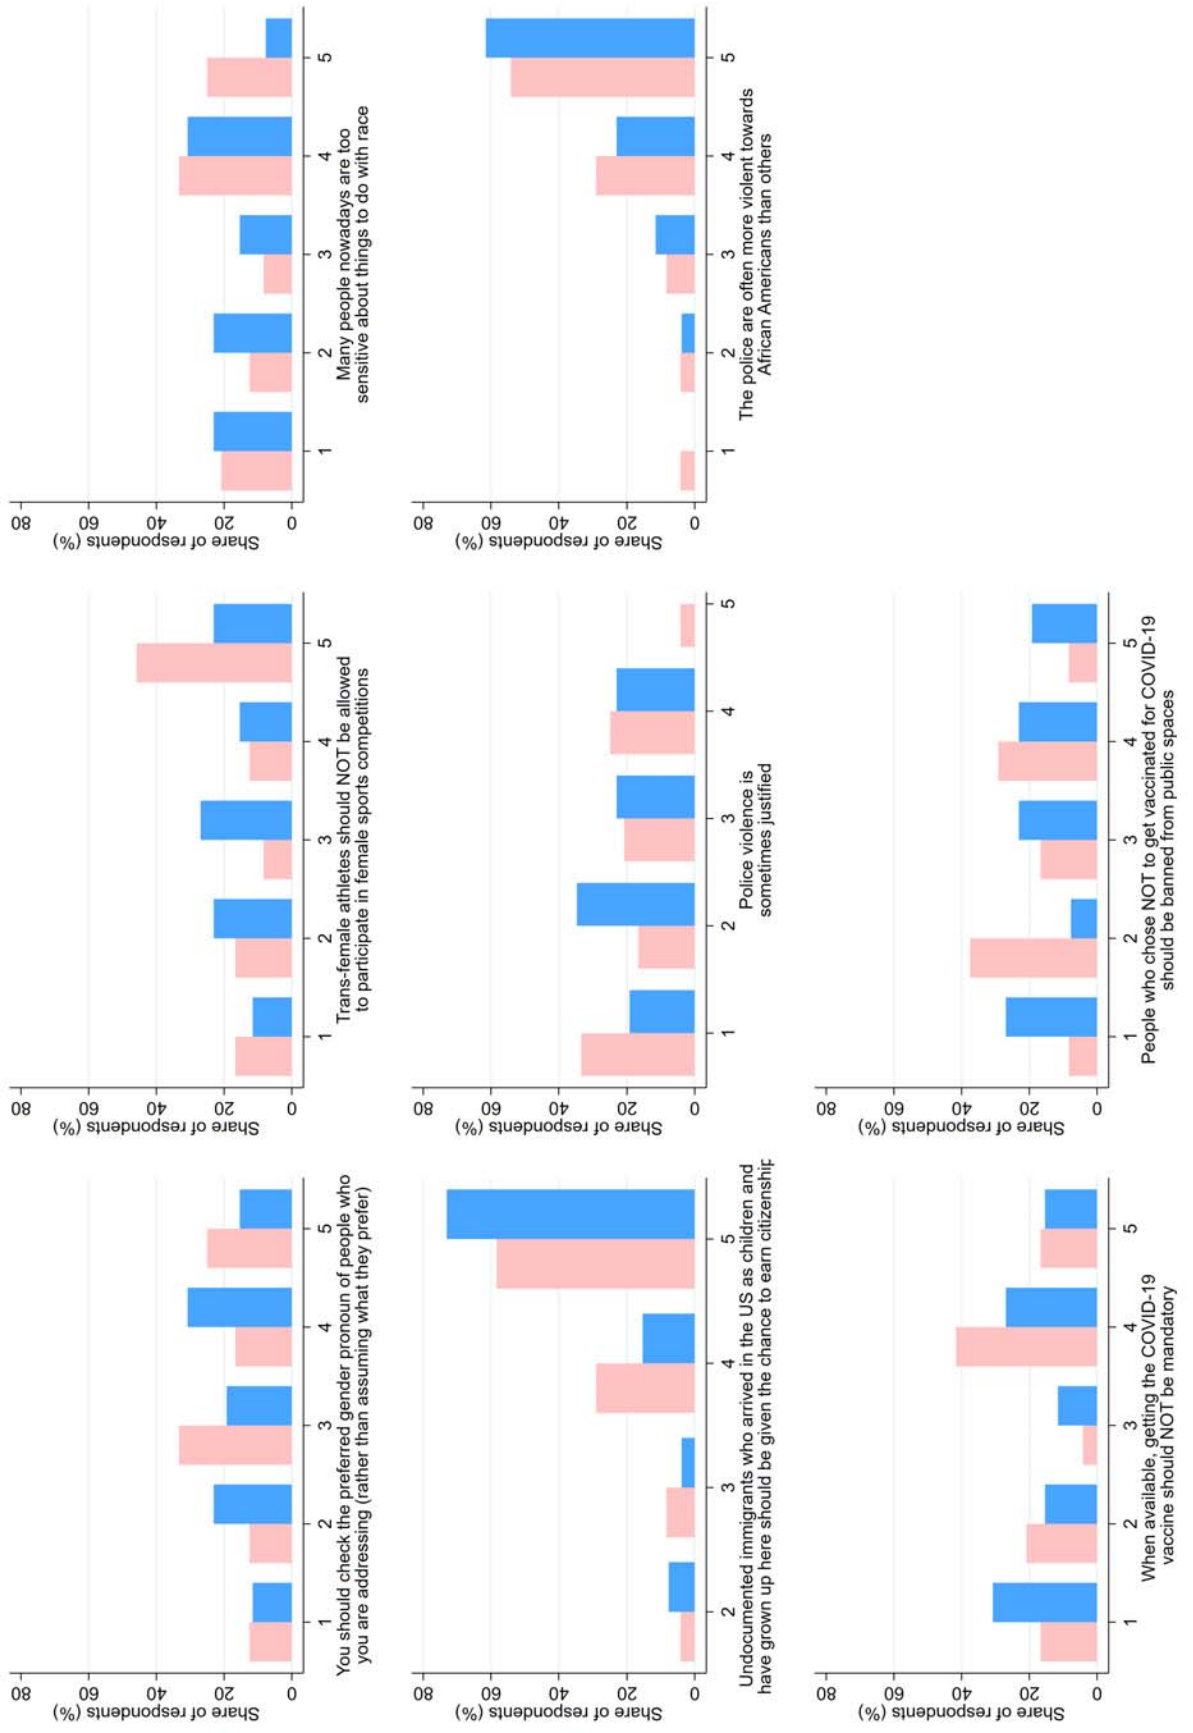 Share of respondents (%)
80
60
40
20
0
1 2 3 4 5
You should check the preferred gender pronoun of people who
you are addressing (rather than assuming what they prefer)
Share of respondents (%)
80
60
40
20
0
1 2 3 4 5
Trans-female athletes should NOT be allowed
to participate in female sports competitions
Share of respondents (%)
80
60
40
20
0
1 2 3 4 5
Many people nowadays are too
sensitive about things to do with race
Share of respondents (%)
80
60
40
20
0
2 3 4 5
Undocumented immigrants who arrived in the US as children and
have grown up here should be given the chance to earn citizenship
Share of respondents (%)
80
60
40
20
0
1 2 3 4 5
Police violence is
sometimes justified
Share of respondents (%)
80
60
40
20
0
1 2 3 4 5
The police are often more violent towards
African Americans than others
Share of respondents (%)
80
60
40
20
0
1 2 3 4 5
When available, getting the COVID-19
vaccine should NOT be mandatory
Share of respondents (%)
80
60
40
20
0
1 2 3 4 5
People who chose NOT to get vaccinated for COVID-19
should be banned from public spaces